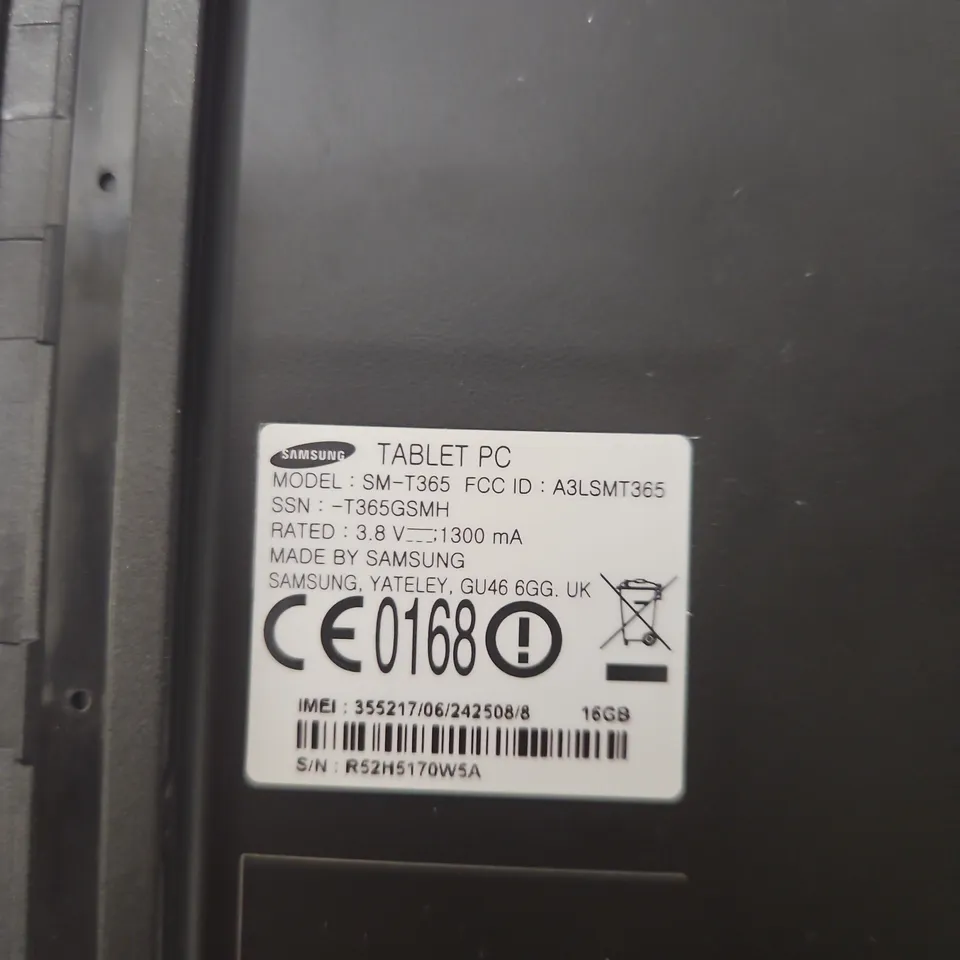 SAMSUNG TABLET PC
MODEL : SM-T365 FCC ID : A3LSMT365
SSN : -T365GSMH
RATED : 3.8 V⎓;1300 mA
MADE BY SAMSUNG
SAMSUNG, YATELEY, GU46 6GG. UK
CE0168
IMEI : 355217/06/242508/8 16GB
S/N : R52H5170W5A